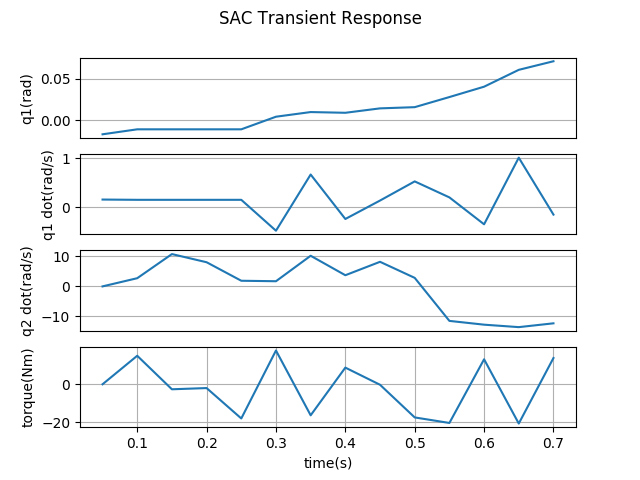 SAC Transient Response
q1(rad)
0.05
0.00
q1 dot(rad/s)
1
0
q2 dot(rad/s)
10
0
−10
torque(Nm)
0
−20
0.1 0.2 0.3 0.4 0.5 0.6 0.7
time(s)